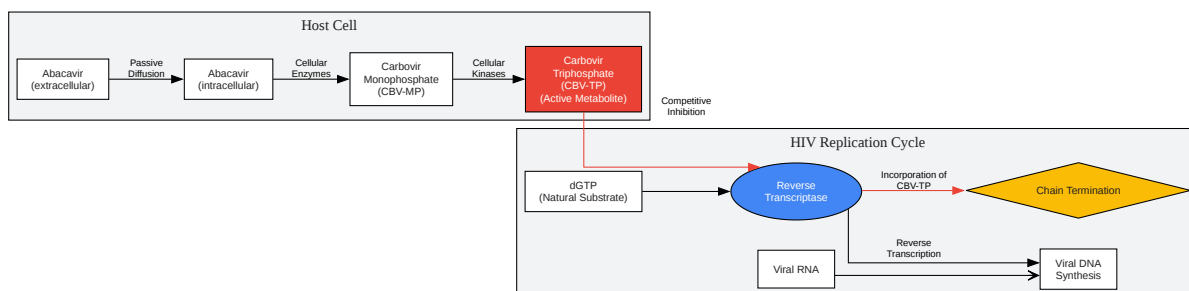 Host Cell
Abacavir
(extracellular)
Passive
Diffusion
Abacavir
(intracellular)
Cellular
Enzymes
Carbovir
Monophosphate
(CBV-MP)
Cellular
Kinases
Carbovir
Triphosphate
(CBV-TP)
(Active Metabolite)
Competitive
Inhibition
HIV Replication Cycle
dGTP
(Natural Substrate)
Reverse
Transcriptase
Incorporation of
CBV-TP
Chain Termination
Reverse
Transcription
Viral RNA
Viral DNA
Synthesis